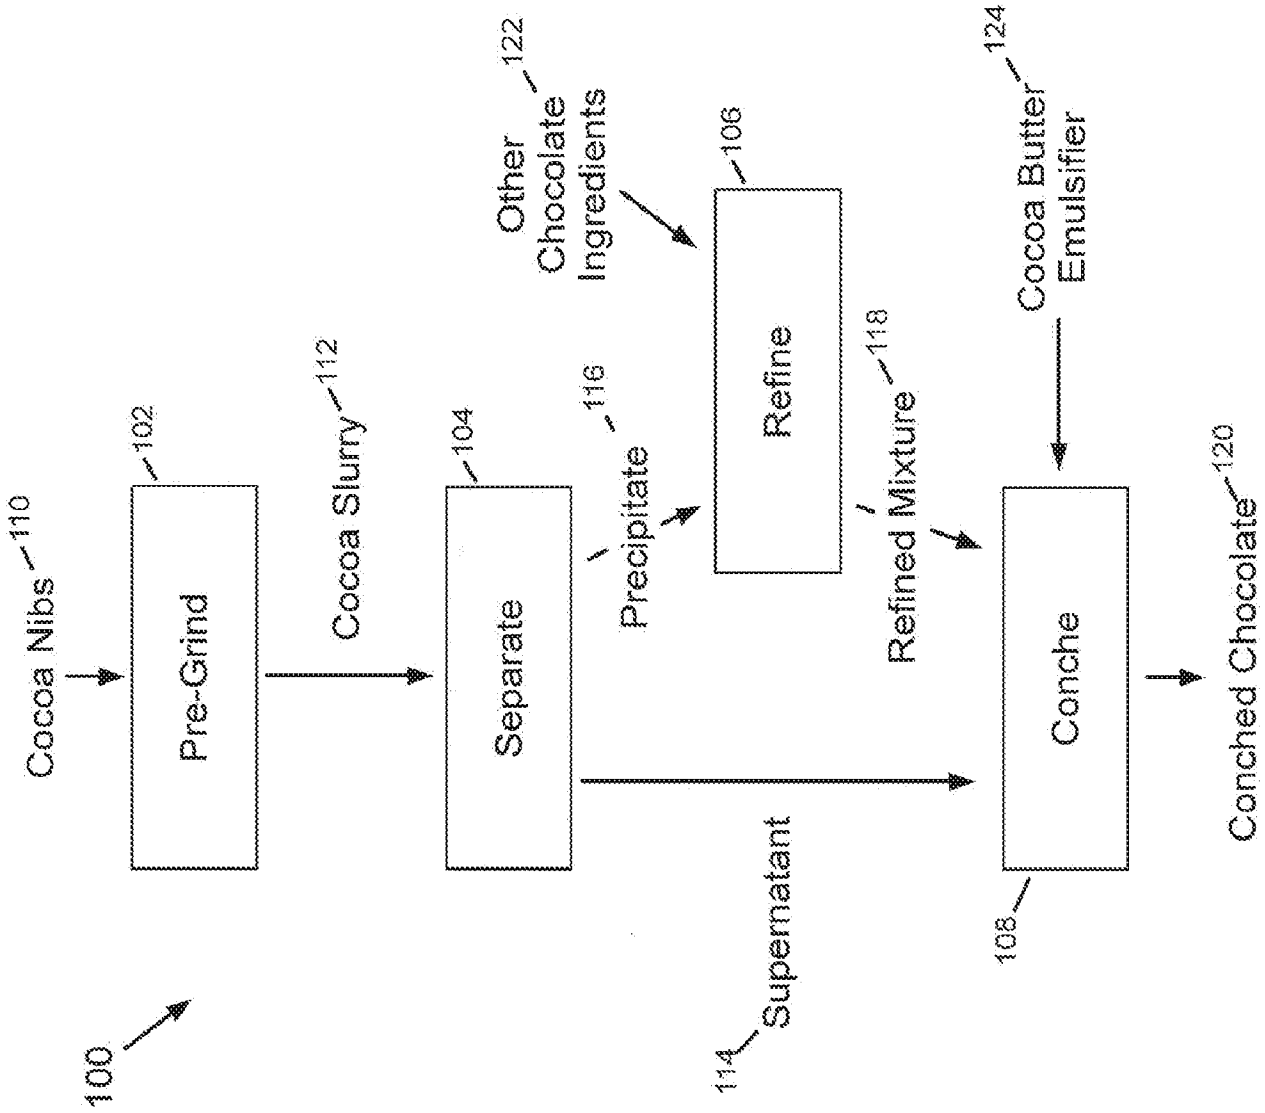 100
Cocoa Nibs
110
Pre-Grind
102
Cocoa Slurry
112
Separate
104
Precipitate
116
Other
Chocolate
Ingredients
122
Refine
106
Supernatant
114
Refined Mixture
118
Cocoa Butter
Emulsifier
124
Conche
108
Conched Chocolate
120